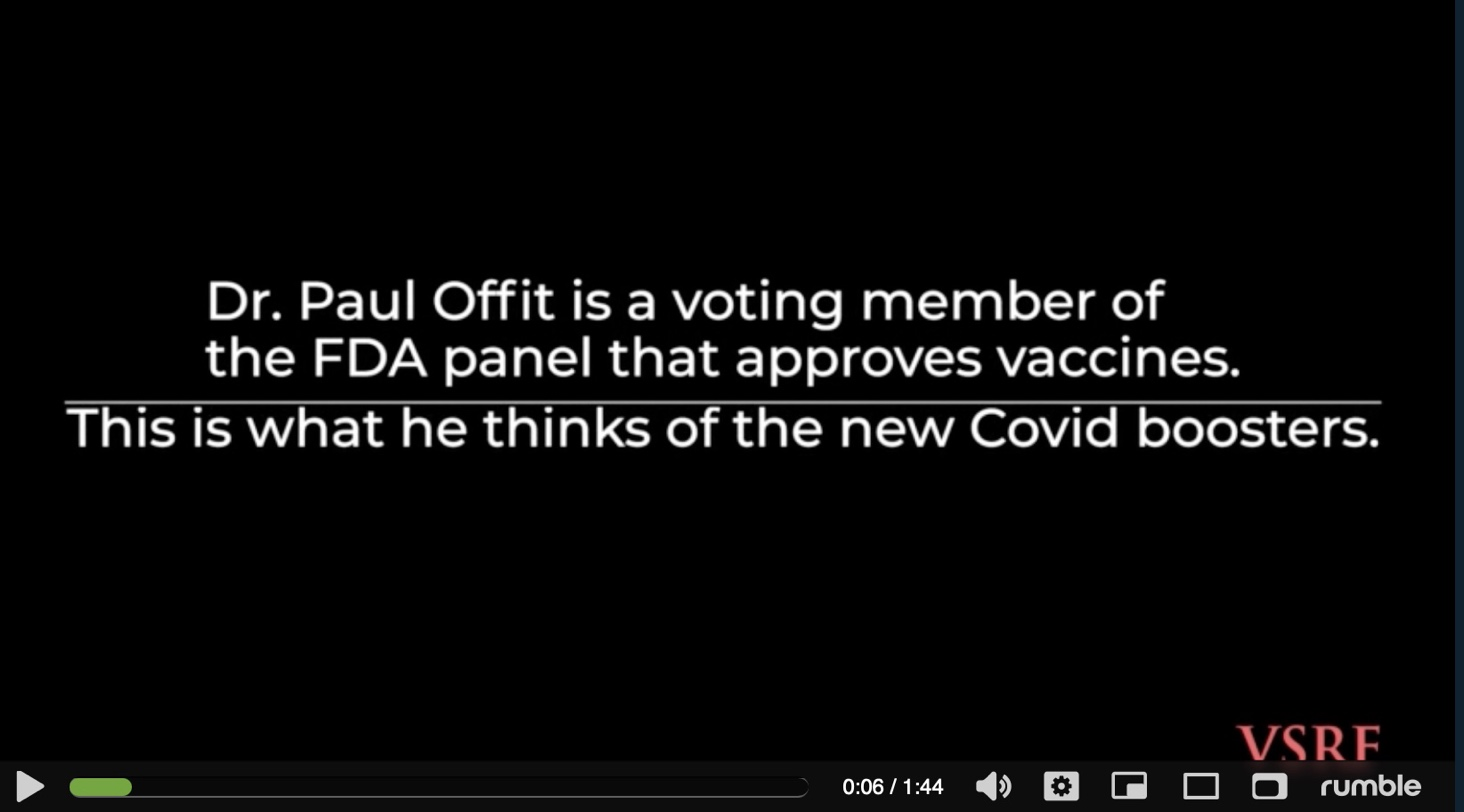 Dr. Paul Offit is a voting member of
the FDA panel that approves vaccines.
This is what he thinks of the new Covid boosters.
VSRF
0:06 / 1:44
rumble